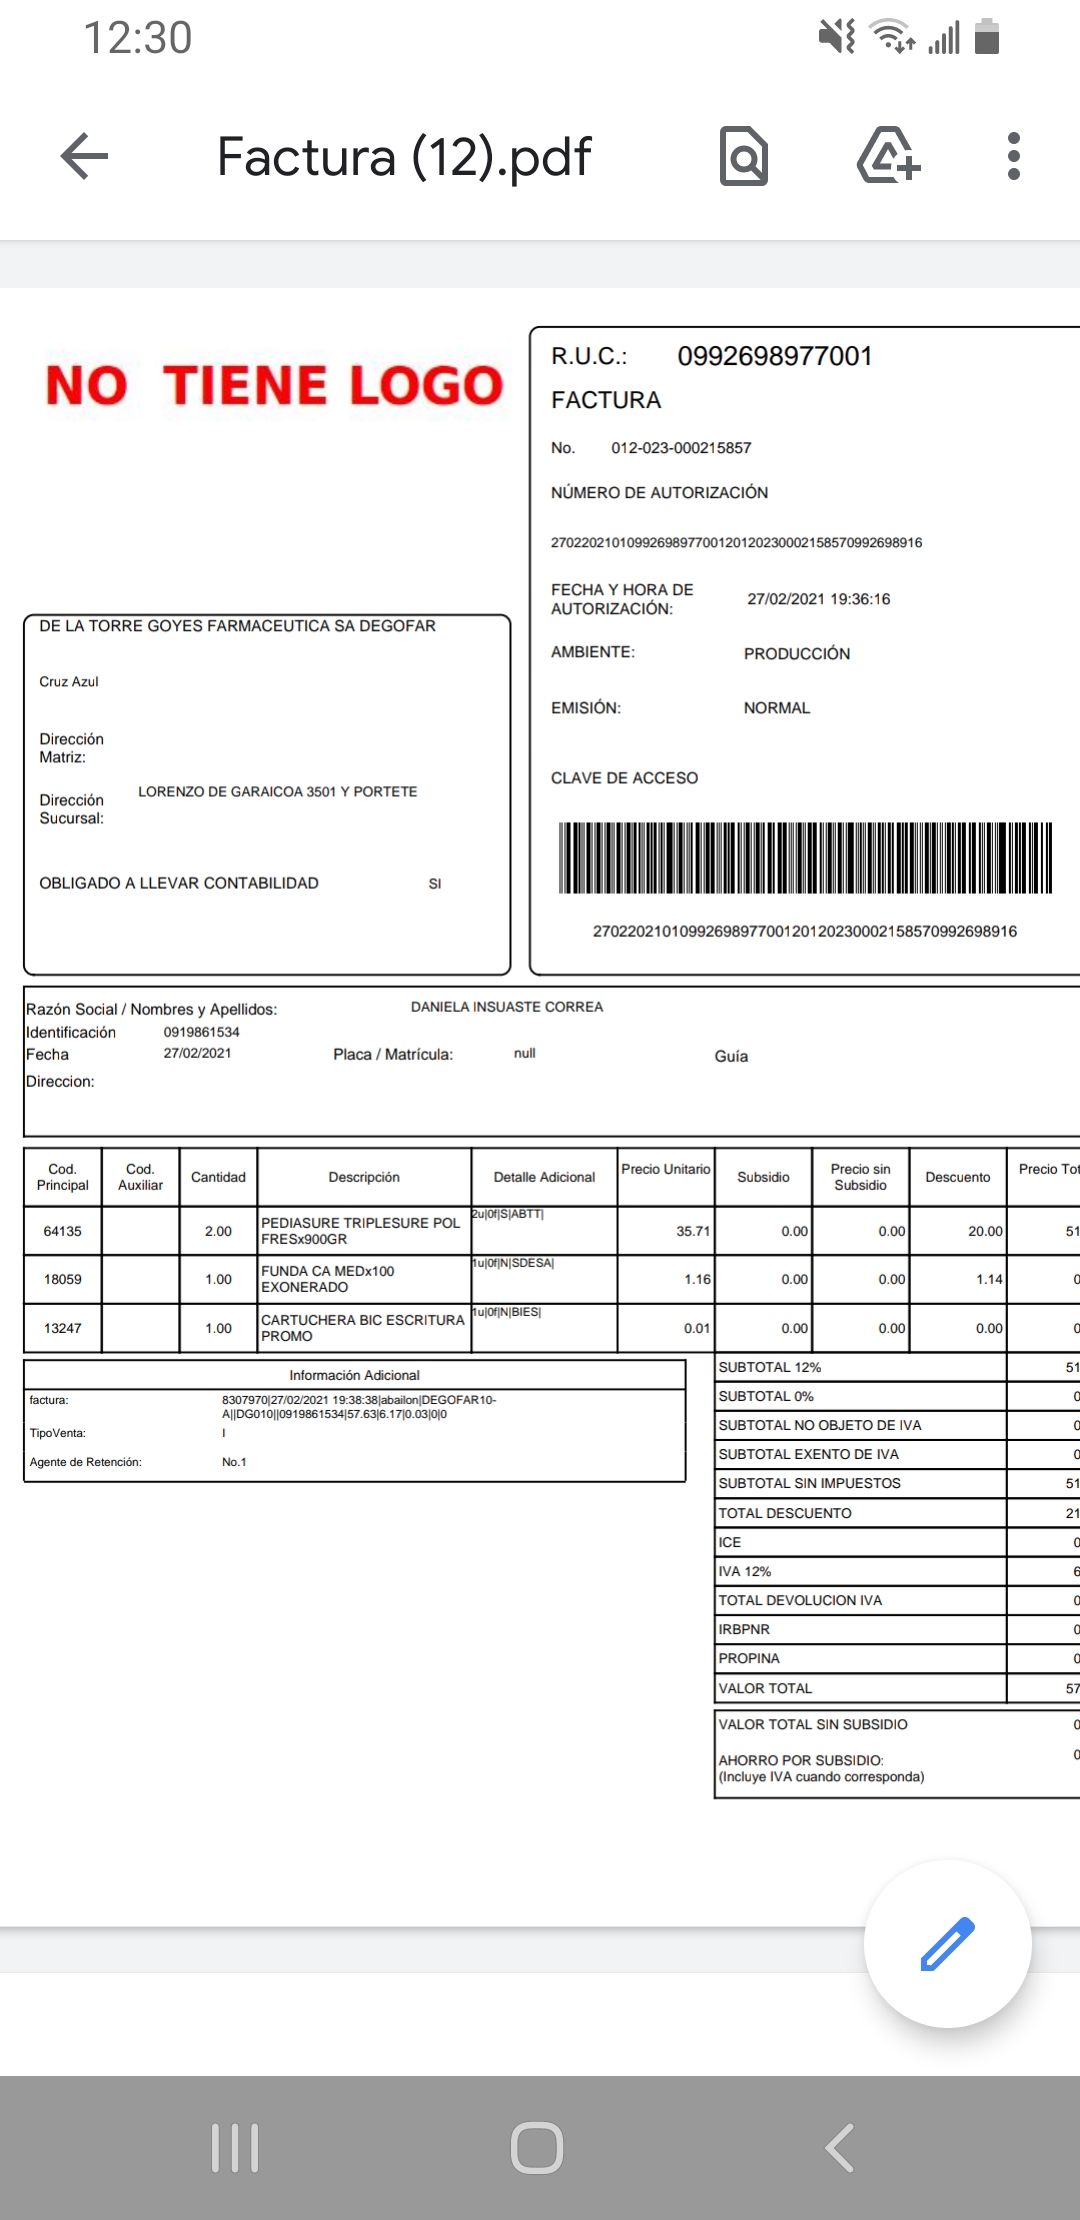 12:30
Factura (12).pdf
NO TIENE LOGO
R.U.C.: 0992698977001
FACTURA
No. 012-023-000215857
NÚMERO DE AUTORIZACIÓN
2702202101099269897700120120230002158570992698916
FECHA Y HORA DE
AUTORIZACIÓN:
27/02/2021 19:36:16
AMBIENTE: PRODUCCIÓN
EMISIÓN: NORMAL
CLAVE DE ACCESO
2702202101099269897700120120230002158570992698916
DE LA TORRE GOYES FARMACEUTICA SA DEGOFAR
Cruz Azul
Dirección
Matriz:
Dirección
Sucursal:
LORENZO DE GARAICOA 3501 Y PORTETE
OBLIGADO A LLEVAR CONTABILIDAD SI
Razón Social / Nombres y Apellidos: DANIELA INSUASTE CORREA
Identificación 0919861534
Fecha 27/02/2021 Placa / Matrícula: null Guía
Direccion:
Cod. Principal Cod. Auxiliar Cantidad Descripción Detalle Adicional Precio Unitario Subsidio Precio sin Subsidio Descuento Precio Tot
64135 2.00 PEDIASURE TRIPLESURE POL FRESx900GR 2u|0f|S|ABTT| 35.71 0.00 0.00 20.00 51
18059 1.00 FUNDA CA MEDx100 EXONERADO 1u|0f|N|SDESA| 1.16 0.00 0.00 1.14 0
13247 1.00 CARTUCHERA BIC ESCRITURA PROMO 1u|0f|N|BIES| 0.01 0.00 0.00 0.00 0
Información Adicional
factura: 8307970|27/02/2021 19:38:38|abailon|DEGOFAR10-
A||DG010||0919861534|57.63|6.17|0.03|0|0
TipoVenta: I
Agente de Retención: No.1
SUBTOTAL 12% 51
SUBTOTAL 0% 0
SUBTOTAL NO OBJETO DE IVA 0
SUBTOTAL EXENTO DE IVA 0
SUBTOTAL SIN IMPUESTOS 51
TOTAL DESCUENTO 21
ICE 0
IVA 12% 6
TOTAL DEVOLUCION IVA 0
IRBPNR 0
PROPINA 0
VALOR TOTAL 57
VALOR TOTAL SIN SUBSIDIO 0
AHORRO POR SUBSIDIO: 0
(Incluye IVA cuando corresponda)